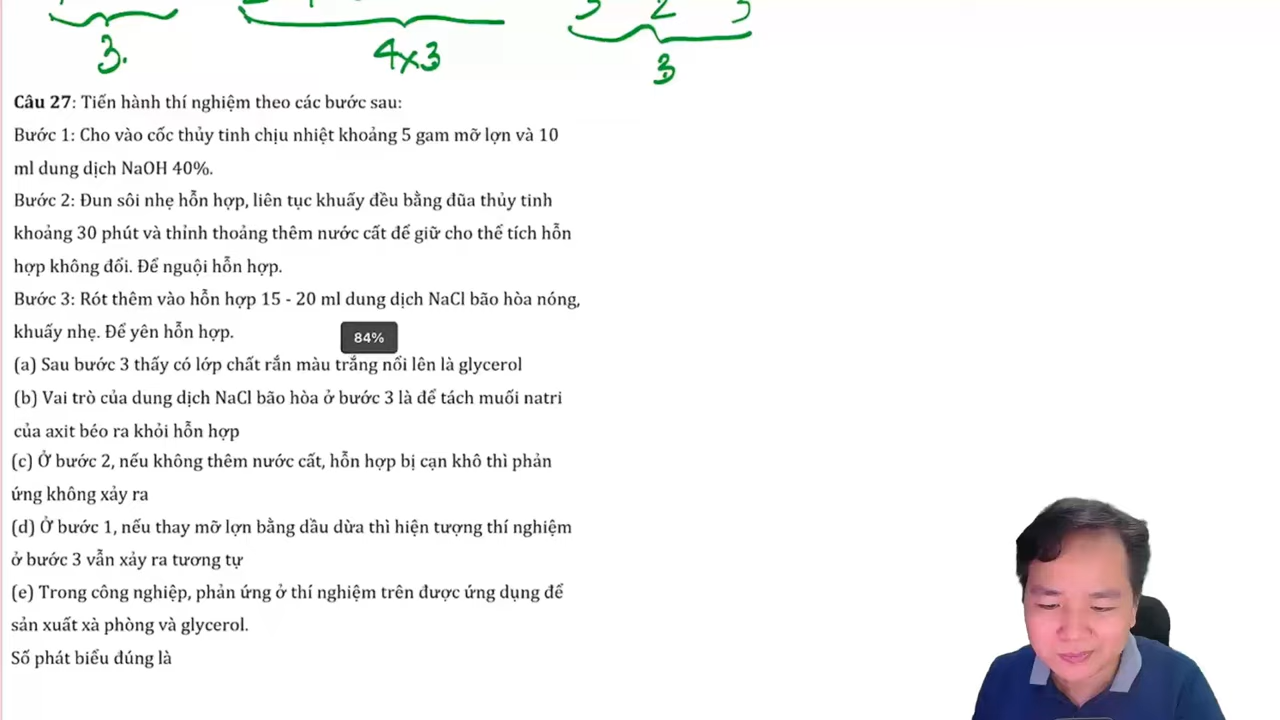 3.
4x3
3 2 3
3
Câu 27: Tiến hành thí nghiệm theo các bước sau:
Bước 1: Cho vào cốc thủy tinh chịu nhiệt khoảng 5 gam mỡ lợn và 10
ml dung dịch NaOH 40%.
Bước 2: Đun sôi nhẹ hỗn hợp, liên tục khuấy đều bằng đũa thủy tinh
khoảng 30 phút và thỉnh thoảng thêm nước cất để giữ cho thể tích hỗn
hợp không đổi. Để nguội hỗn hợp.
Bước 3: Rót thêm vào hỗn hợp 15 - 20 ml dung dịch NaCl bão hòa nóng,
khuấy nhẹ. Để yên hỗn hợp.
84%
(a) Sau bước 3 thấy có lớp chất rắn màu trắng nổi lên là glycerol
(b) Vai trò của dung dịch NaCl bão hòa ở bước 3 là để tách muối natri
của axit béo ra khỏi hỗn hợp
(c) Ở bước 2, nếu không thêm nước cất, hỗn hợp bị cạn khô thì phản
ứng không xảy ra
(d) Ở bước 1, nếu thay mỡ lợn bằng dầu dừa thì hiện tượng thí nghiệm
ở bước 3 vẫn xảy ra tương tự
(e) Trong công nghiệp, phản ứng ở thí nghiệm trên được ứng dụng để
sản xuất xà phòng và glycerol.
Số phát biểu đúng là